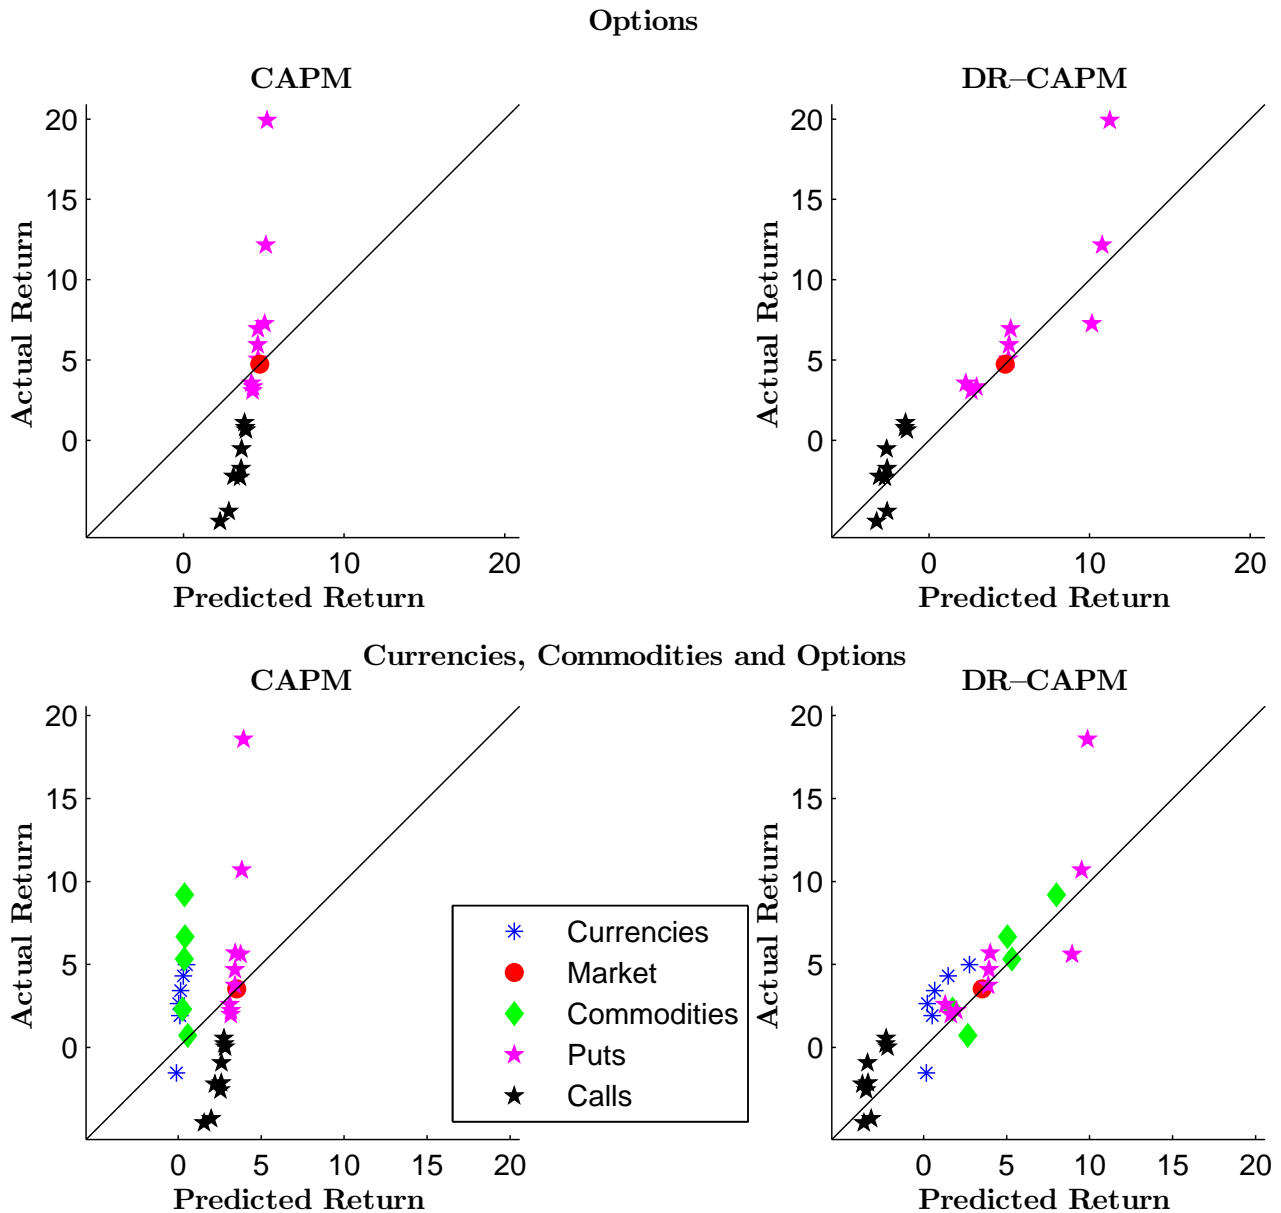 Options
CAPM
20
15
10
5
0
Actual Return
0
10
20
Predicted Return
DR–CAPM
20
15
10
5
0
Actual Return
0
10
20
Predicted Return
Currencies, Commodities and Options
CAPM
20
15
10
5
0
Actual Return
0
5
10
15
20
Predicted Return
Currencies
Market
Commodities
Puts
Calls
DR–CAPM
20
15
10
5
0
Actual Return
0
5
10
15
20
Predicted Return